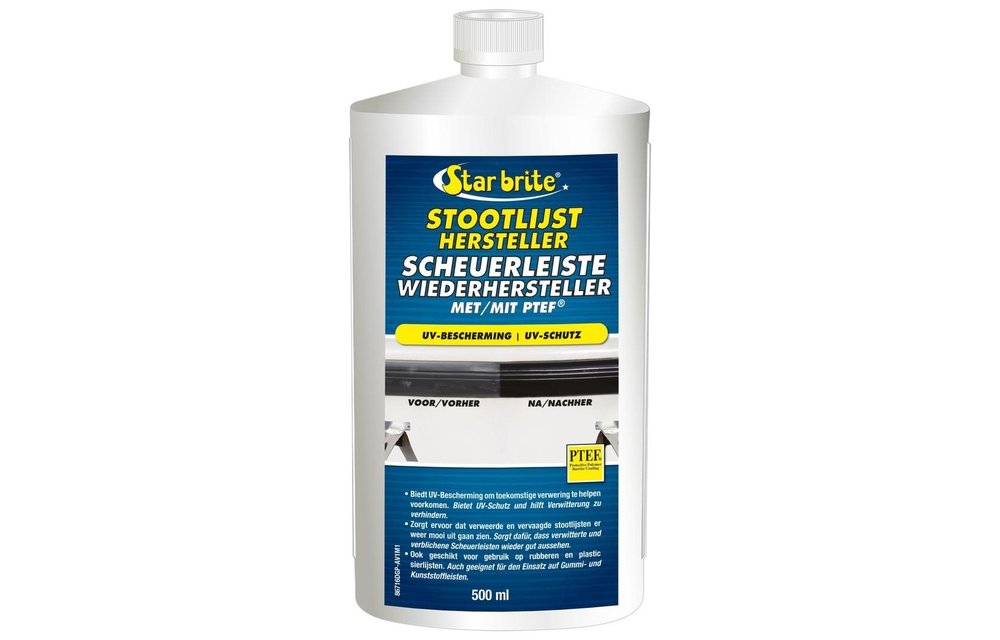 Star brite®
STOOTLIJST
HERSTELLER
SCHEUERLEISTE
WIEDERHERSTELLER
MET/MIT PTEF®
UV-BESCHERMING | UV-SCHUTZ
VOOR/VORHER NA/NACHHER
PTEF®
Protective Polymer
Barrier Coating
• Biedt UV-Bescherming om toekomstige verwering te helpen
voorkomen. Bietet UV-Schutz und hilft Verwitterung zu
verhindern.
• Zorgt ervoor dat verweerde en vervaagde stootlijsten er
weer mooi uit gaan zien. Sorgt dafür, dass verwitterte und
verblichene Scheuerleisten wieder gut aussehen.
• Ook geschikt voor gebruik op rubberen en plastic
sierlijsten. Auch geeignet für den Einsatz auf Gummi- und
Kunststoffleisten.
86716DGP-AV1M1
500 ml